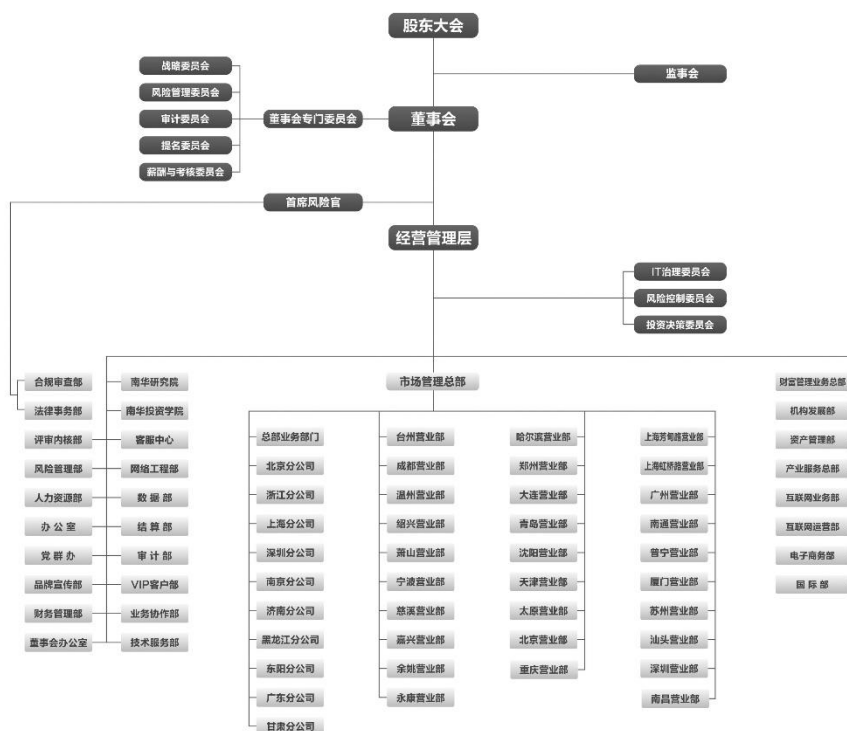 股东大会
监事会
战略委员会
风险管理委员会
审计委员会
提名委员会
薪酬与考核委员会
董事会专门委员会
董事会
首席风险官
经营管理层
IT治理委员会
风险控制委员会
投资决策委员会
合规审查部
法律事务部
评审内核部
风险管理部
人力资源部
办公室
党群办
品牌宣传部
财务管理部
董事会办公室
南华研究院
南华投资学院
客服中心
网络工程部
数据部
结算部
审计部
VIP客户部
业务协作部
技术服务部
市场管理总部
总部业务部门
北京分公司
浙江分公司
上海分公司
深圳分公司
南京分公司
济南分公司
黑龙江分公司
东阳分公司
广东分公司
甘肃分公司
台州营业部
成都营业部
温州营业部
绍兴营业部
萧山营业部
宁波营业部
慈溪营业部
嘉兴营业部
余姚营业部
永康营业部
哈尔滨营业部
郑州营业部
大连营业部
青岛营业部
沈阳营业部
天津营业部
太原营业部
北京营业部
重庆营业部
上海芳甸路营业部
上海虹桥路营业部
广州营业部
南通营业部
普宁营业部
厦门营业部
苏州营业部
汕头营业部
深圳营业部
南昌营业部
财富管理业务总部
机构发展部
资产管理部
产业服务总部
互联网业务部
互联网运营部
电子商务部
国际部